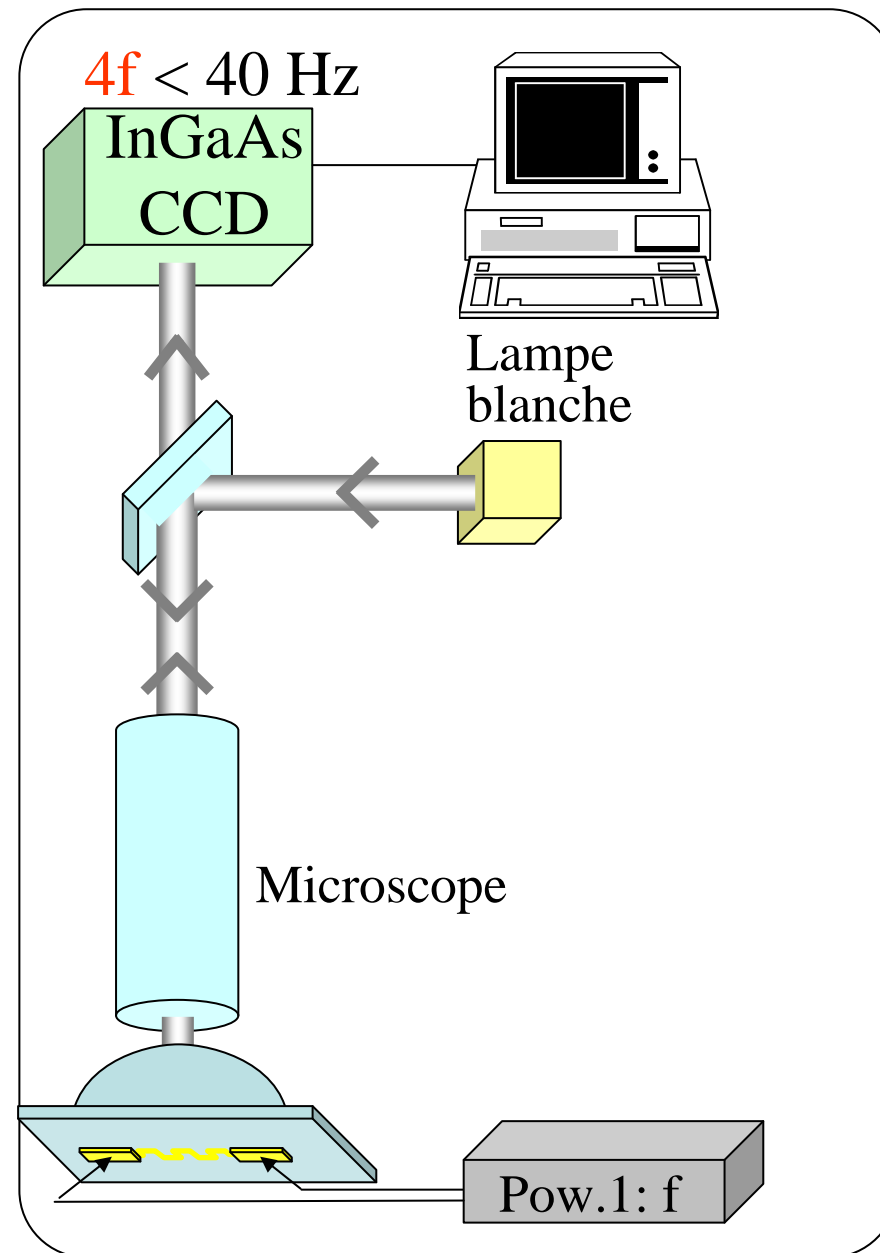 4f < 40 Hz
InGaAs
CCD
Lampe
blanche
Microscope
Pow.1: f